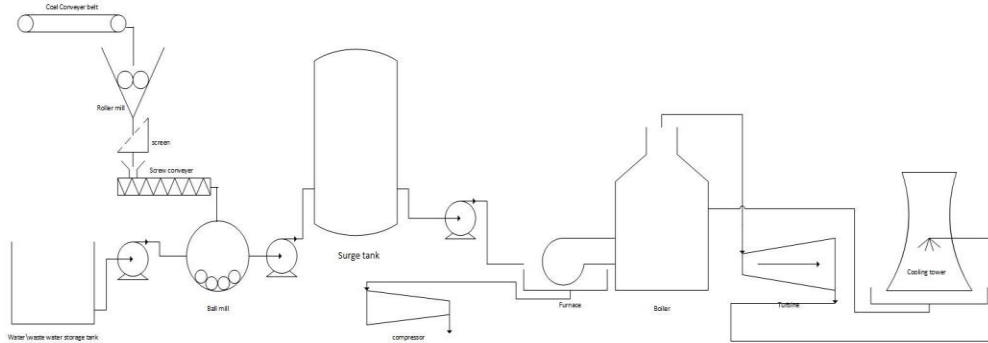 Coal Conveyer belt
Roller mill
screen
Screw conveyer
Surge tank
Cooling tower
Water \waste water storage tank
Ball mill
compressor
Furnace
Boiler
Turbine